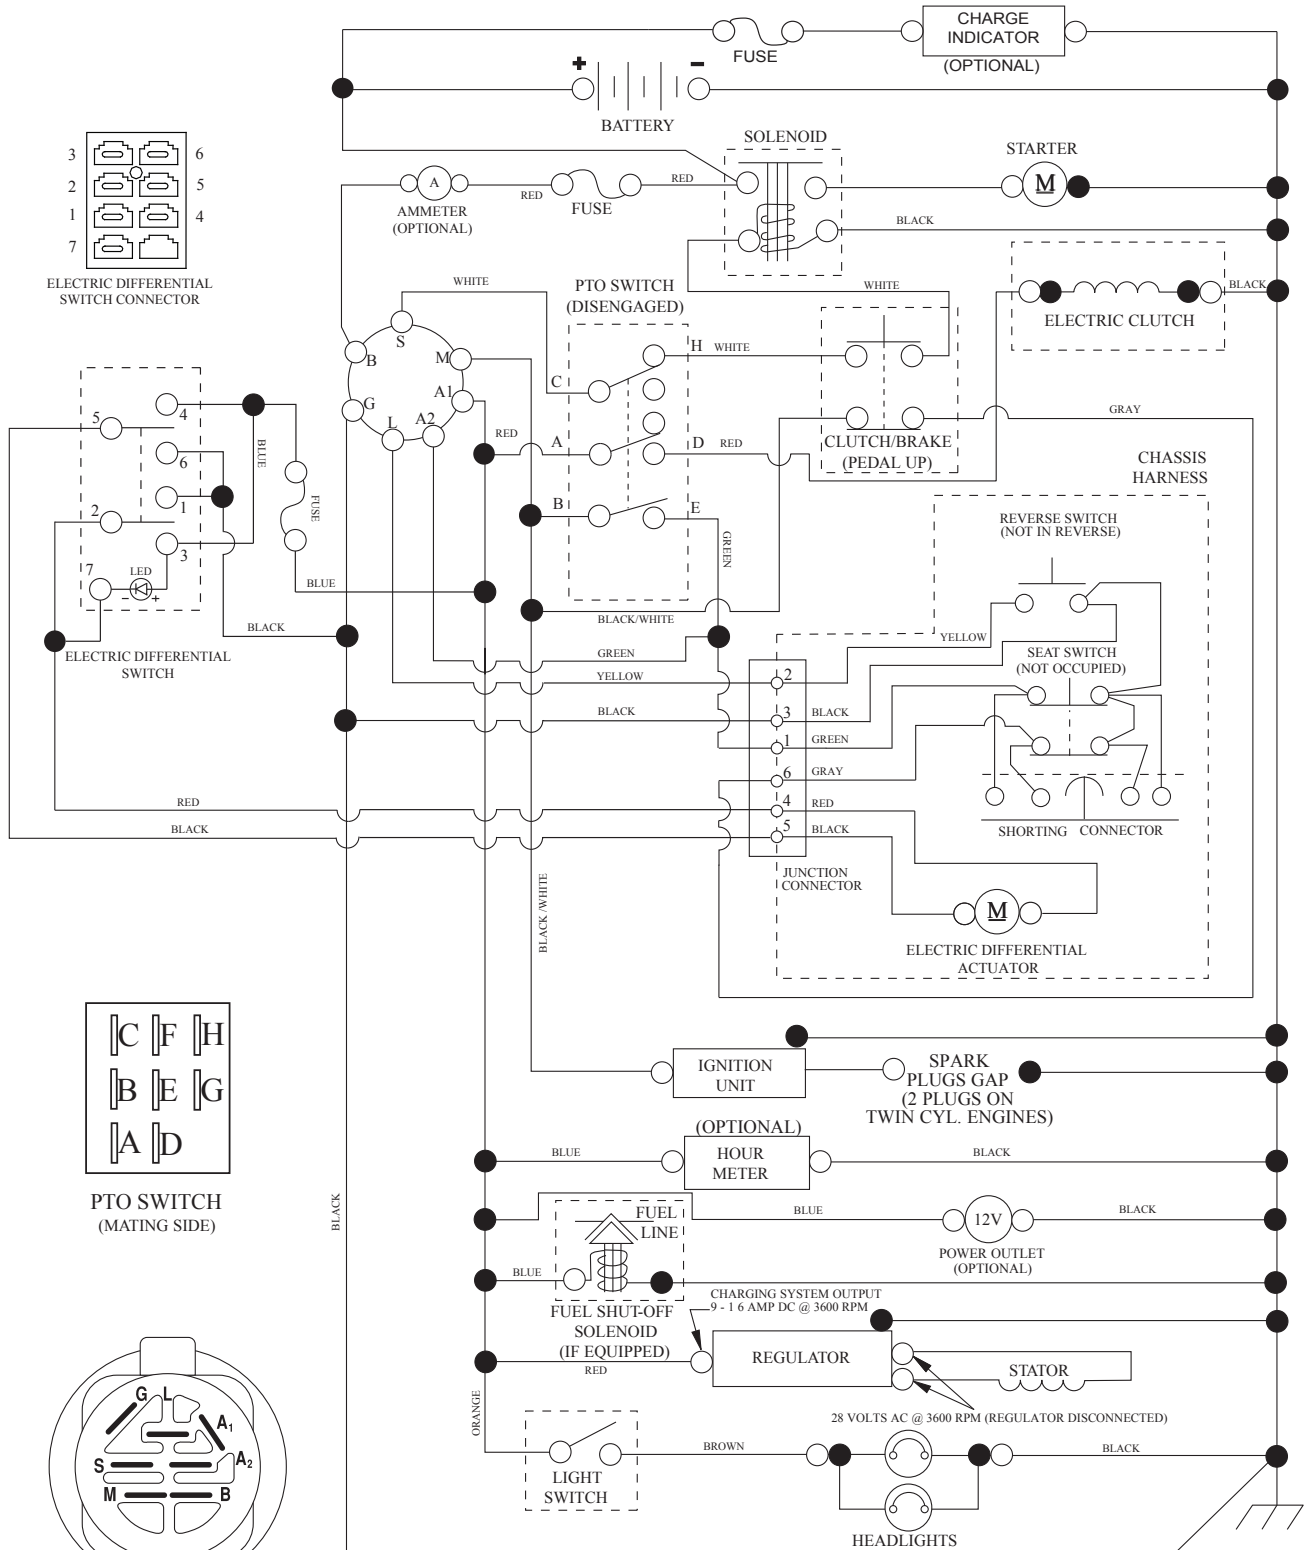 CHARGE
INDICATOR
(OPTIONAL)
FUSE
+
-
BATTERY
SOLENOID
STARTER
M
3
6
2
5
1
4
7
ELECTRIC DIFFERENTIAL
SWITCH CONNECTOR
A
AMMETER
(OPTIONAL)
RED
FUSE
RED
BLACK
WHITE
PTO SWITCH
(DISENGAGED)
WHITE
BLACK
ELECTRIC CLUTCH
S
B
M
G
A1
L
A2
C
H
WHITE
RED
A
D
RED
B
E
CLUTCH/BRAKE
(PEDAL UP)
GRAY
CHASSIS
HARNESS
5
4
6
2
1
3
7
LED
-
+
BLUE
FUSE
BLUE
BLACK
ELECTRIC DIFFERENTIAL
SWITCH
GREEN
BLACK/WHITE
GREEN
YELLOW
BLACK
REVERSE SWITCH
(NOT IN REVERSE)
YELLOW
SEAT SWITCH
(NOT OCCUPIED)
2
3
BLACK
1
GREEN
6
GRAY
4
RED
5
BLACK
RED
BLACK
SHORTING CONNECTOR
JUNCTION
CONNECTOR
M
ELECTRIC DIFFERENTIAL
ACTUATOR
BLACK /WHITE
C F H
B E G
A D
PTO SWITCH
(MATING SIDE)
IGNITION
UNIT
SPARK
PLUGS GAP
(2 PLUGS ON
TWIN CYL. ENGINES)
(OPTIONAL)
BLUE
HOUR
METER
BLACK
BLACK
FUEL
LINE
BLUE
12V
BLACK
POWER OUTLET
(OPTIONAL)
BLUE
FUEL SHUT-OFF
SOLENOID
(IF EQUIPPED)
CHARGING SYSTEM OUTPUT
9 - 1 6 AMP DC @ 3600 RPM
RED
REGULATOR
STATOR
28 VOLTS AC @ 3600 RPM (REGULATOR DISCONNECTED)
ORANGE
LIGHT
SWITCH
BROWN
BLACK
HEADLIGHTS
G L
A1
S
A2
M
B